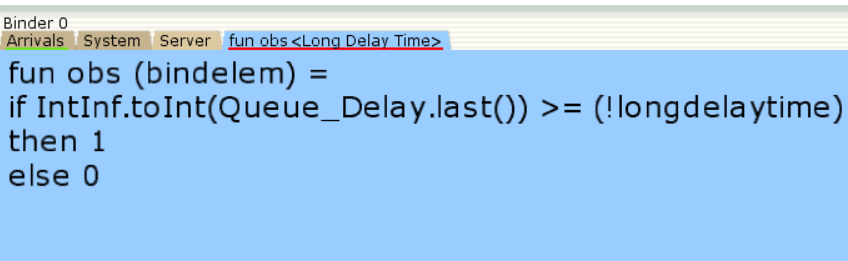 Binder 0
Arrivals System Server fun obs <Long Delay Time>
fun obs (bindelem) =
if IntInf.toInt(Queue_Delay.last()) >= (!longdelaytime)
then 1
else 0